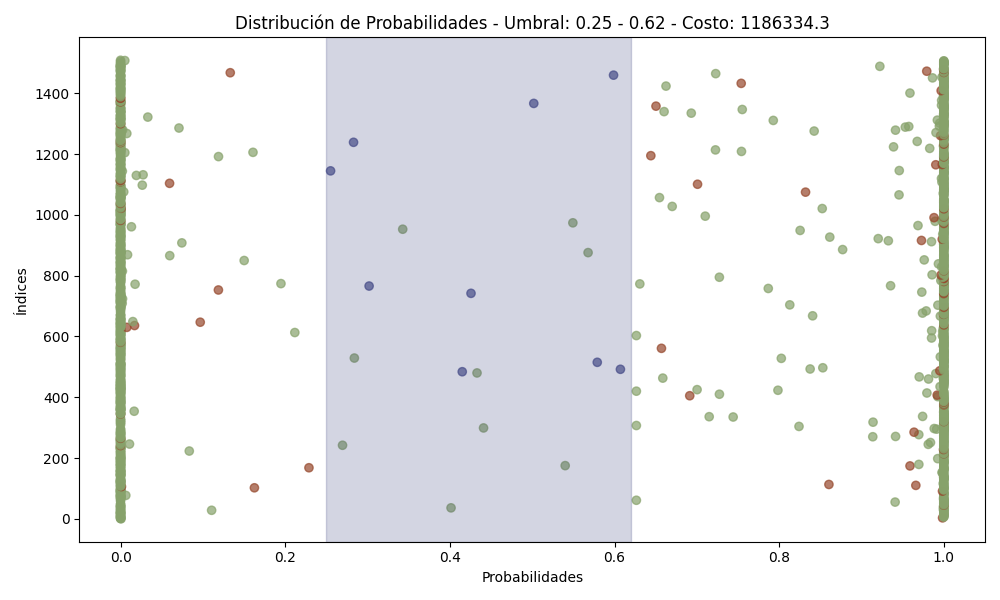 Distribución de Probabilidades - Umbral: 0.25 - 0.62 - Costo: 1186334.3
Índices
1400
1200
1000
800
600
400
200
0
0.0 0.2 0.4 0.6 0.8 1.0
Probabilidades